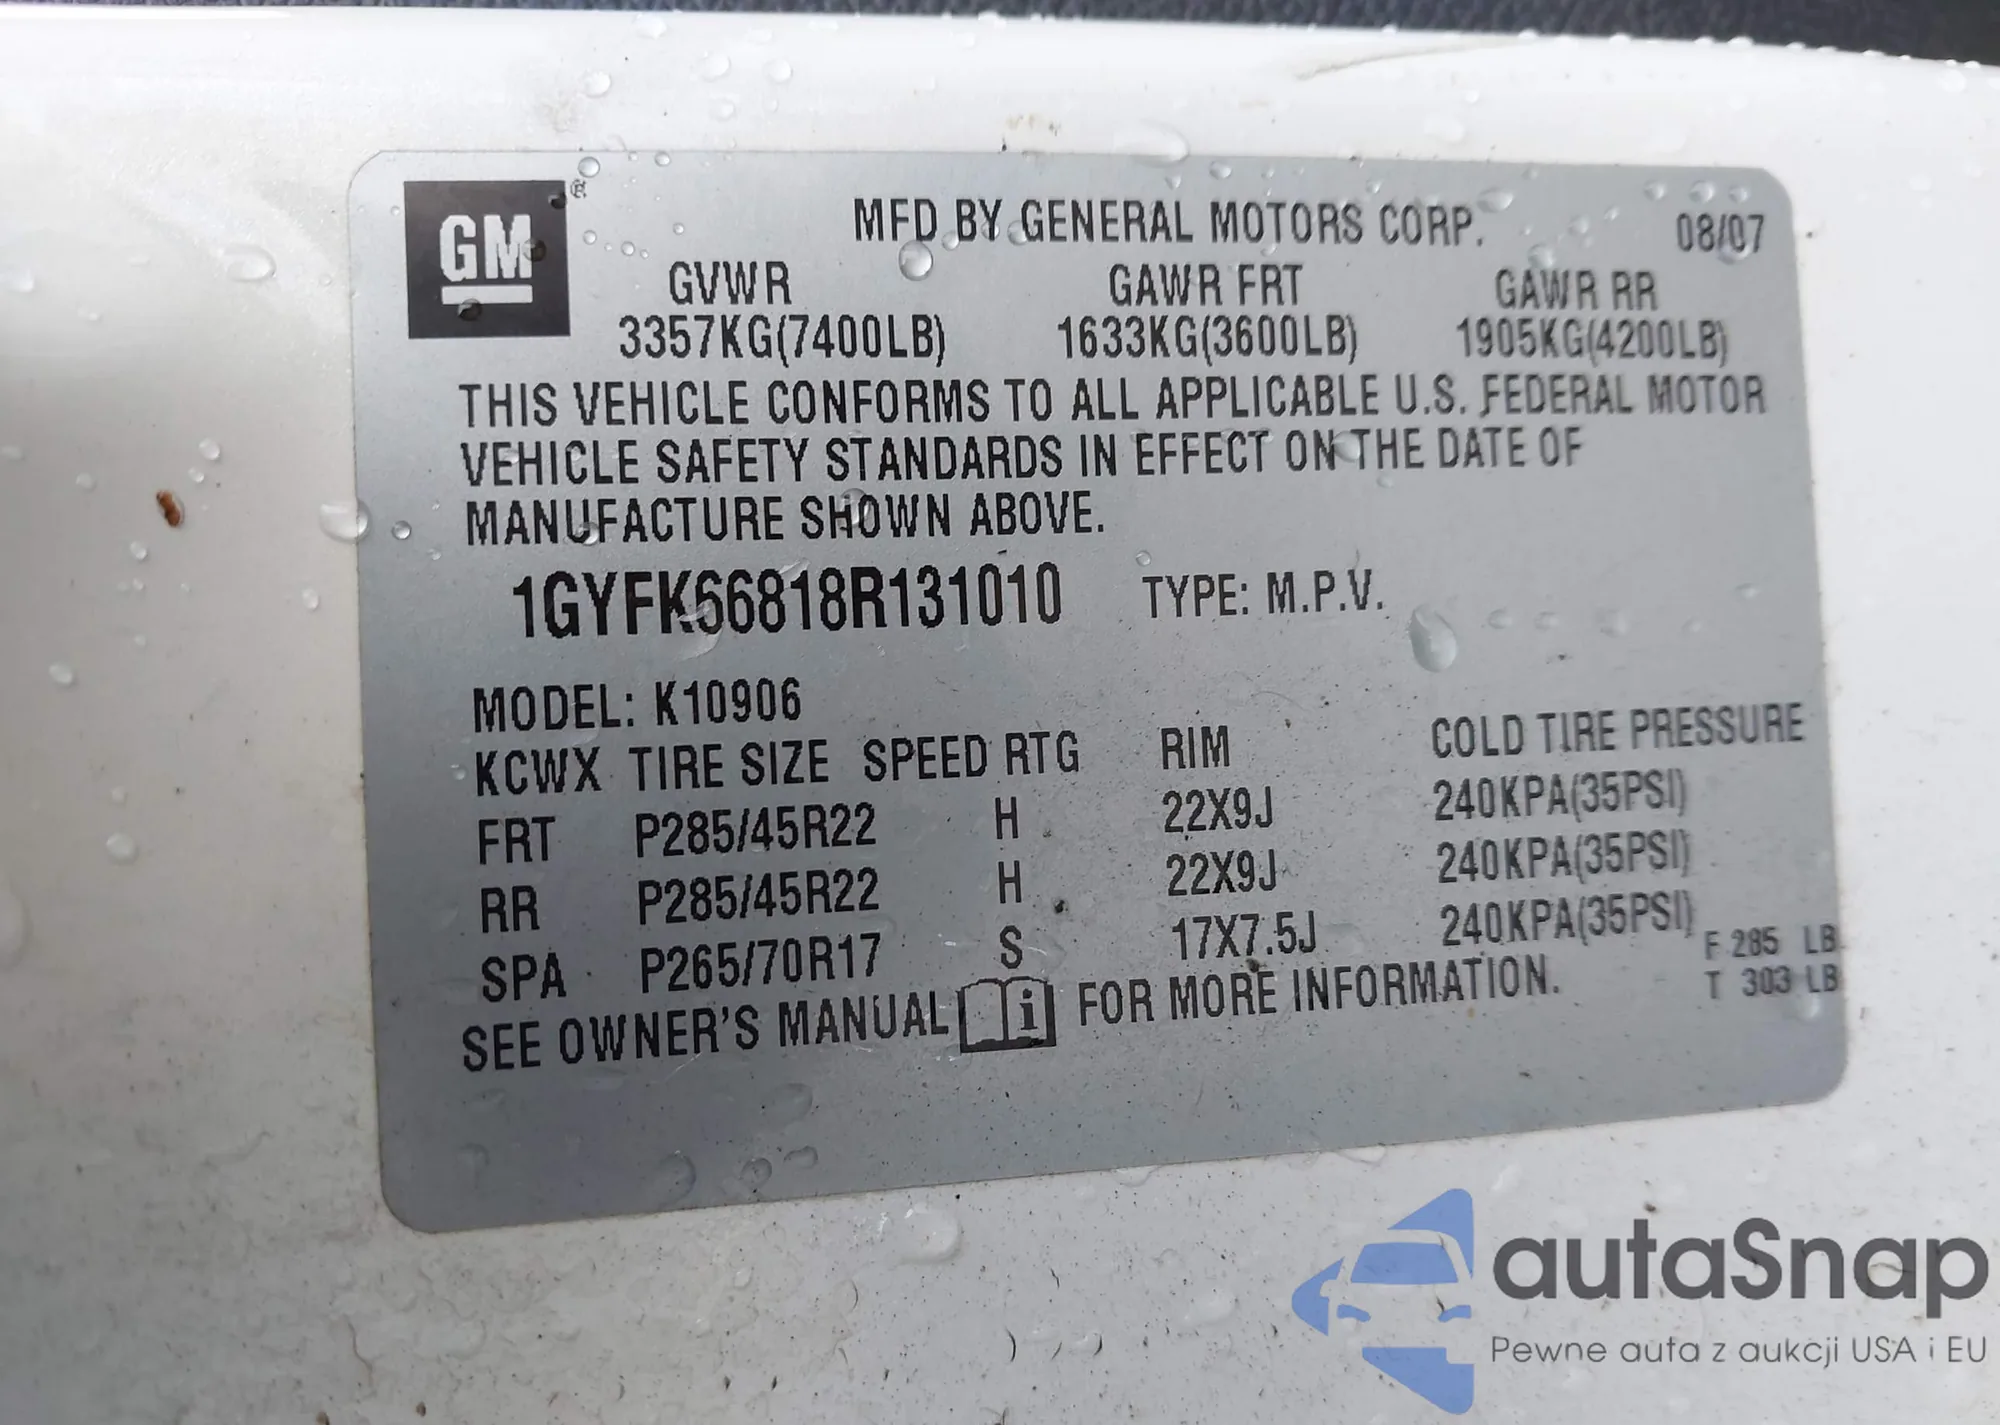 GM ®
MFD BY GENERAL MOTORS CORP. 08/07
GVWR GAWR FRT GAWR RR
3357KG(7400LB) 1633KG(3600LB) 1905KG(4200LB)
THIS VEHICLE CONFORMS TO ALL APPLICABLE U.S. FEDERAL MOTOR
VEHICLE SAFETY STANDARDS IN EFFECT ON THE DATE OF
MANUFACTURE SHOWN ABOVE.
1GYFK66818R131010 TYPE: M.P.V.
MODEL: K10906
KCWX TIRE SIZE SPEED RTG RIM COLD TIRE PRESSURE
FRT P285/45R22 H 22X9J 240KPA(35PSI)
RR P285/45R22 H 22X9J 240KPA(35PSI)
SPA P265/70R17 S 17X7.5J 240KPA(35PSI)
F 285 LB
T 303 LB
SEE OWNER'S MANUAL i FOR MORE INFORMATION.
autaSnap
Pewne auta z aukcji USA i EU